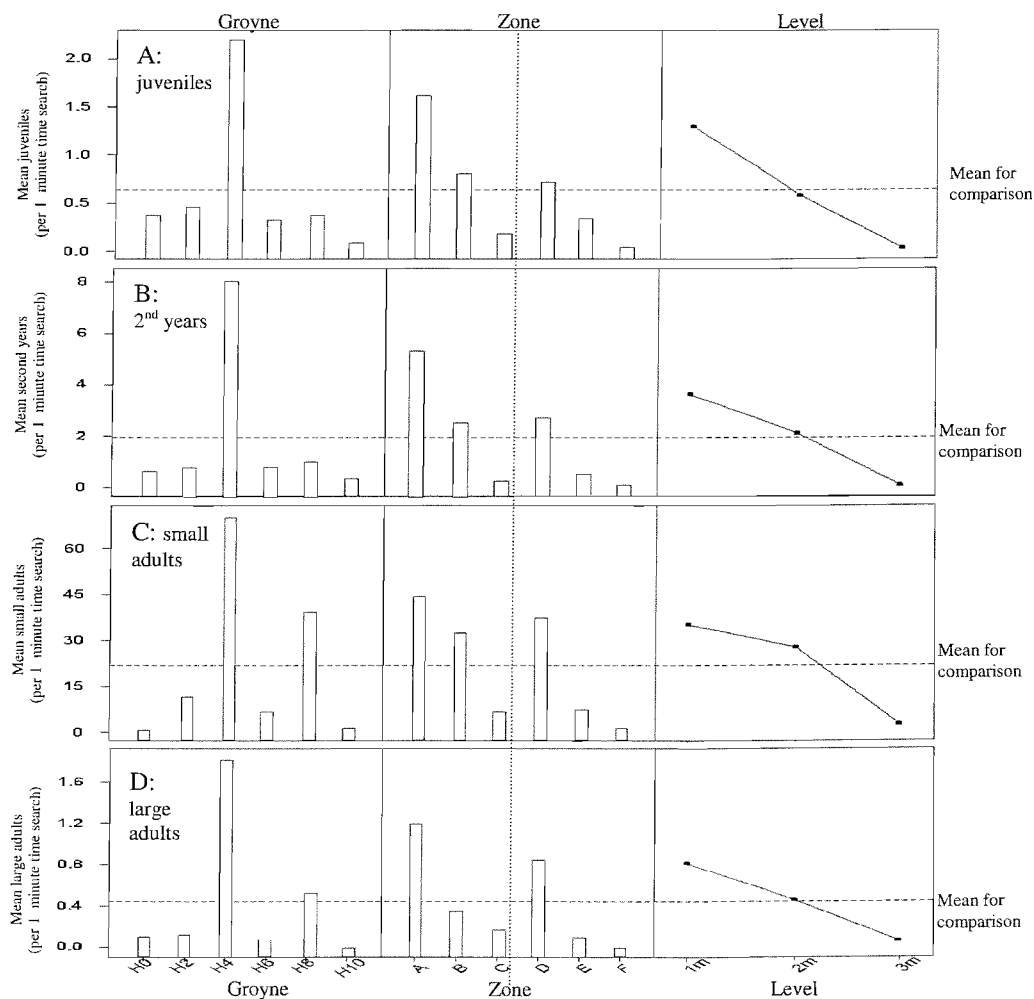 Groyne Zone Level
A:
juveniles
Mean juveniles
(per 1 minute time search)
2.0
1.5
1.0
0.5
0.0
Mean for
comparison
B:
2nd years
Mean second years
(per 1 minute time search)
8
6
4
2
0
Mean for
comparison
C: small
adults
Mean small adults
(per 1 minute time search)
60
45
30
15
0
Mean for
comparison
D:
large
adults
Mean large adults
(per 1 minute time search)
1.6
1.2
0.8
0.4
0.0
Mean for
comparison
H0 H2 H4 H6 H8 H10 A B C D E F 1m 2m 3m
Groyne Zone Level